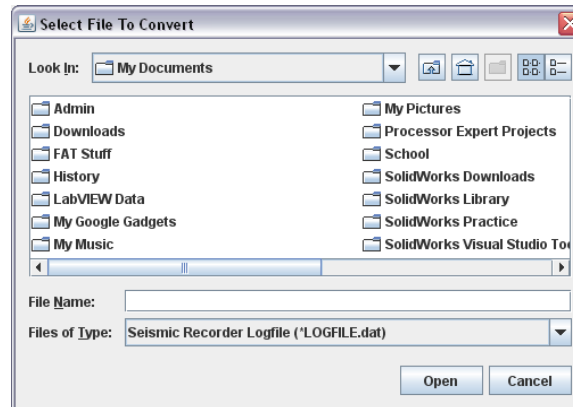 Select File To Convert
Look In: My Documents
Admin
Downloads
FAT Stuff
History
LabVIEW Data
My Google Gadgets
My Music
My Pictures
Processor Expert Projects
School
SolidWorks Downloads
SolidWorks Library
SolidWorks Practice
SolidWorks Visual Studio Too
File Name:
Files of Type: Seismic Recorder Logfile (*LOGFILE.dat)
Open Cancel